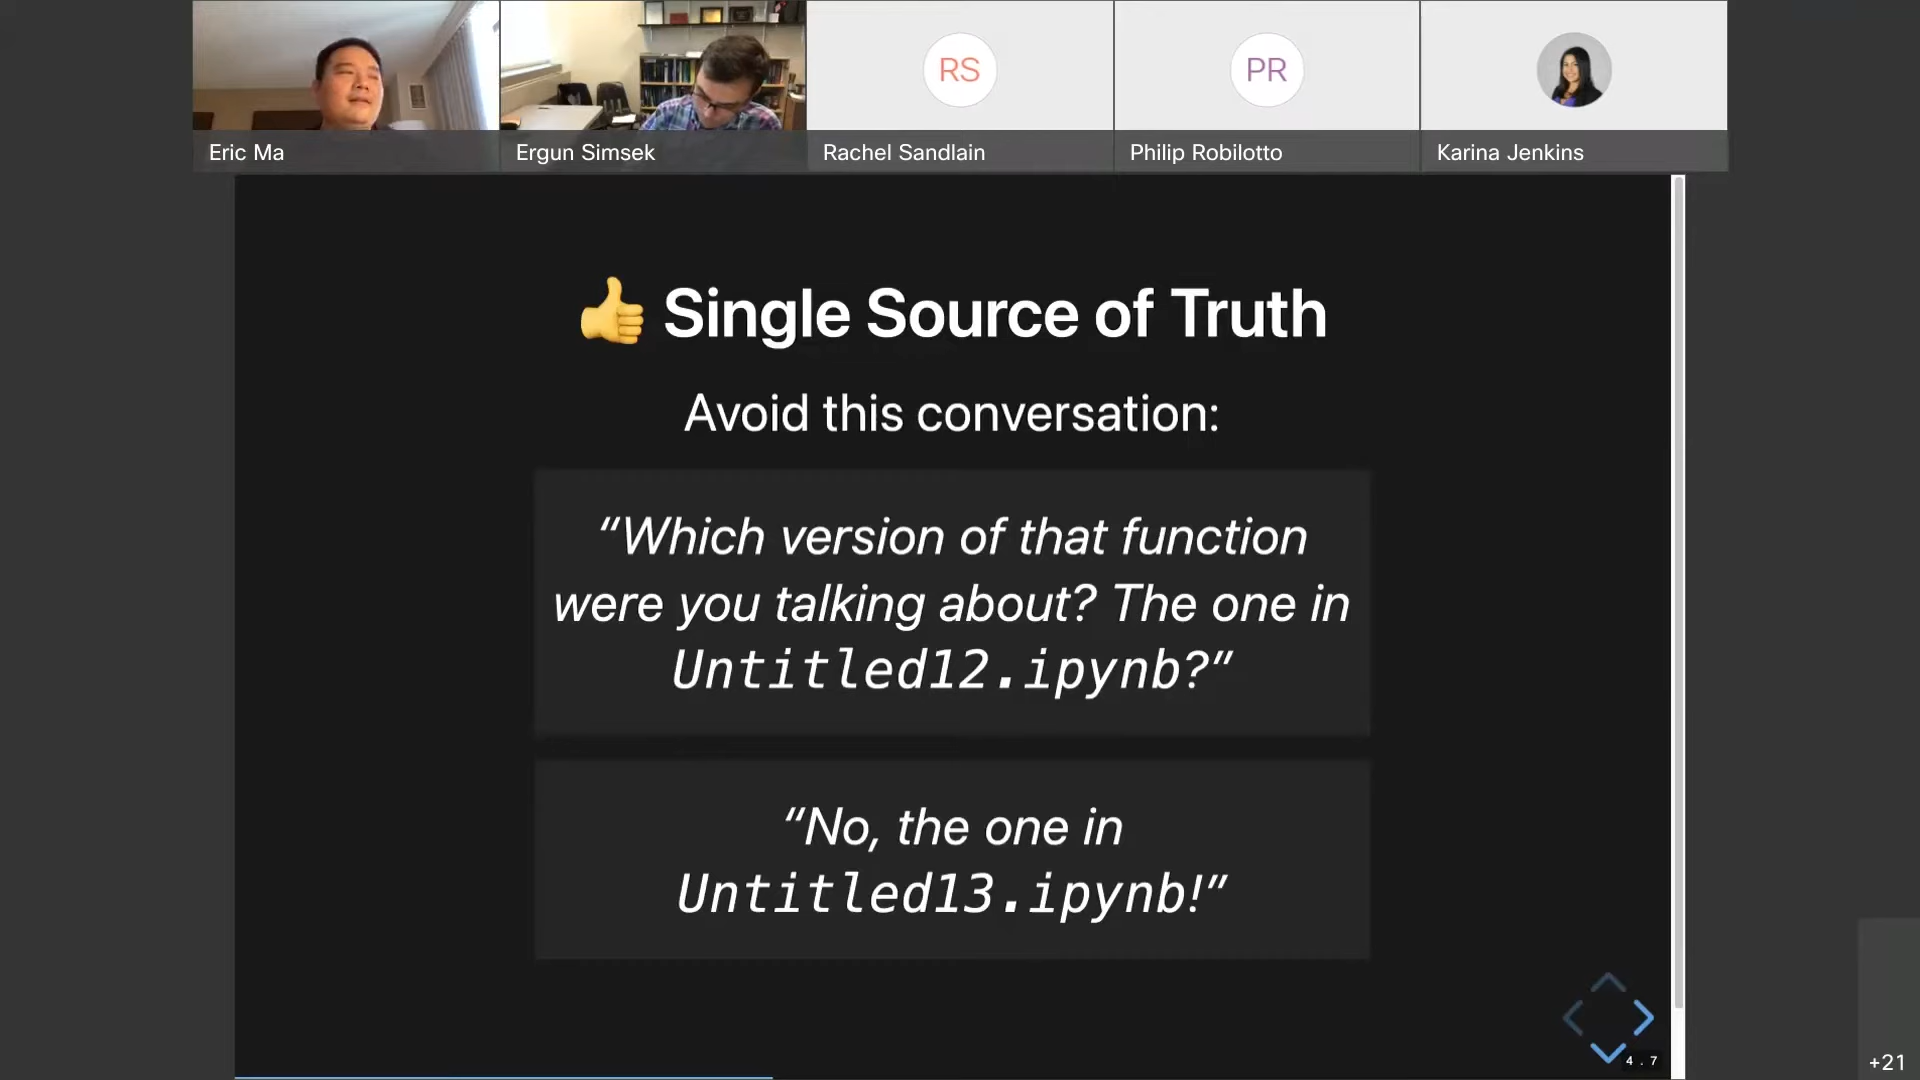 RS
PR
Eric Ma
Ergun Simsek
Rachel Sandlain
Philip Robilotto
Karina Jenkins
👍 Single Source of Truth
Avoid this conversation:
“Which version of that function
were you talking about? The one in
Untitled12.ipynb?”
“No, the one in
Untitled13.ipynb!”
4.7
+21